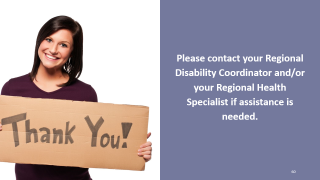 Thank You!
Please contact your Regional
Disability Coordinator and/or
your Regional Health
Specialist if assistance is
needed.